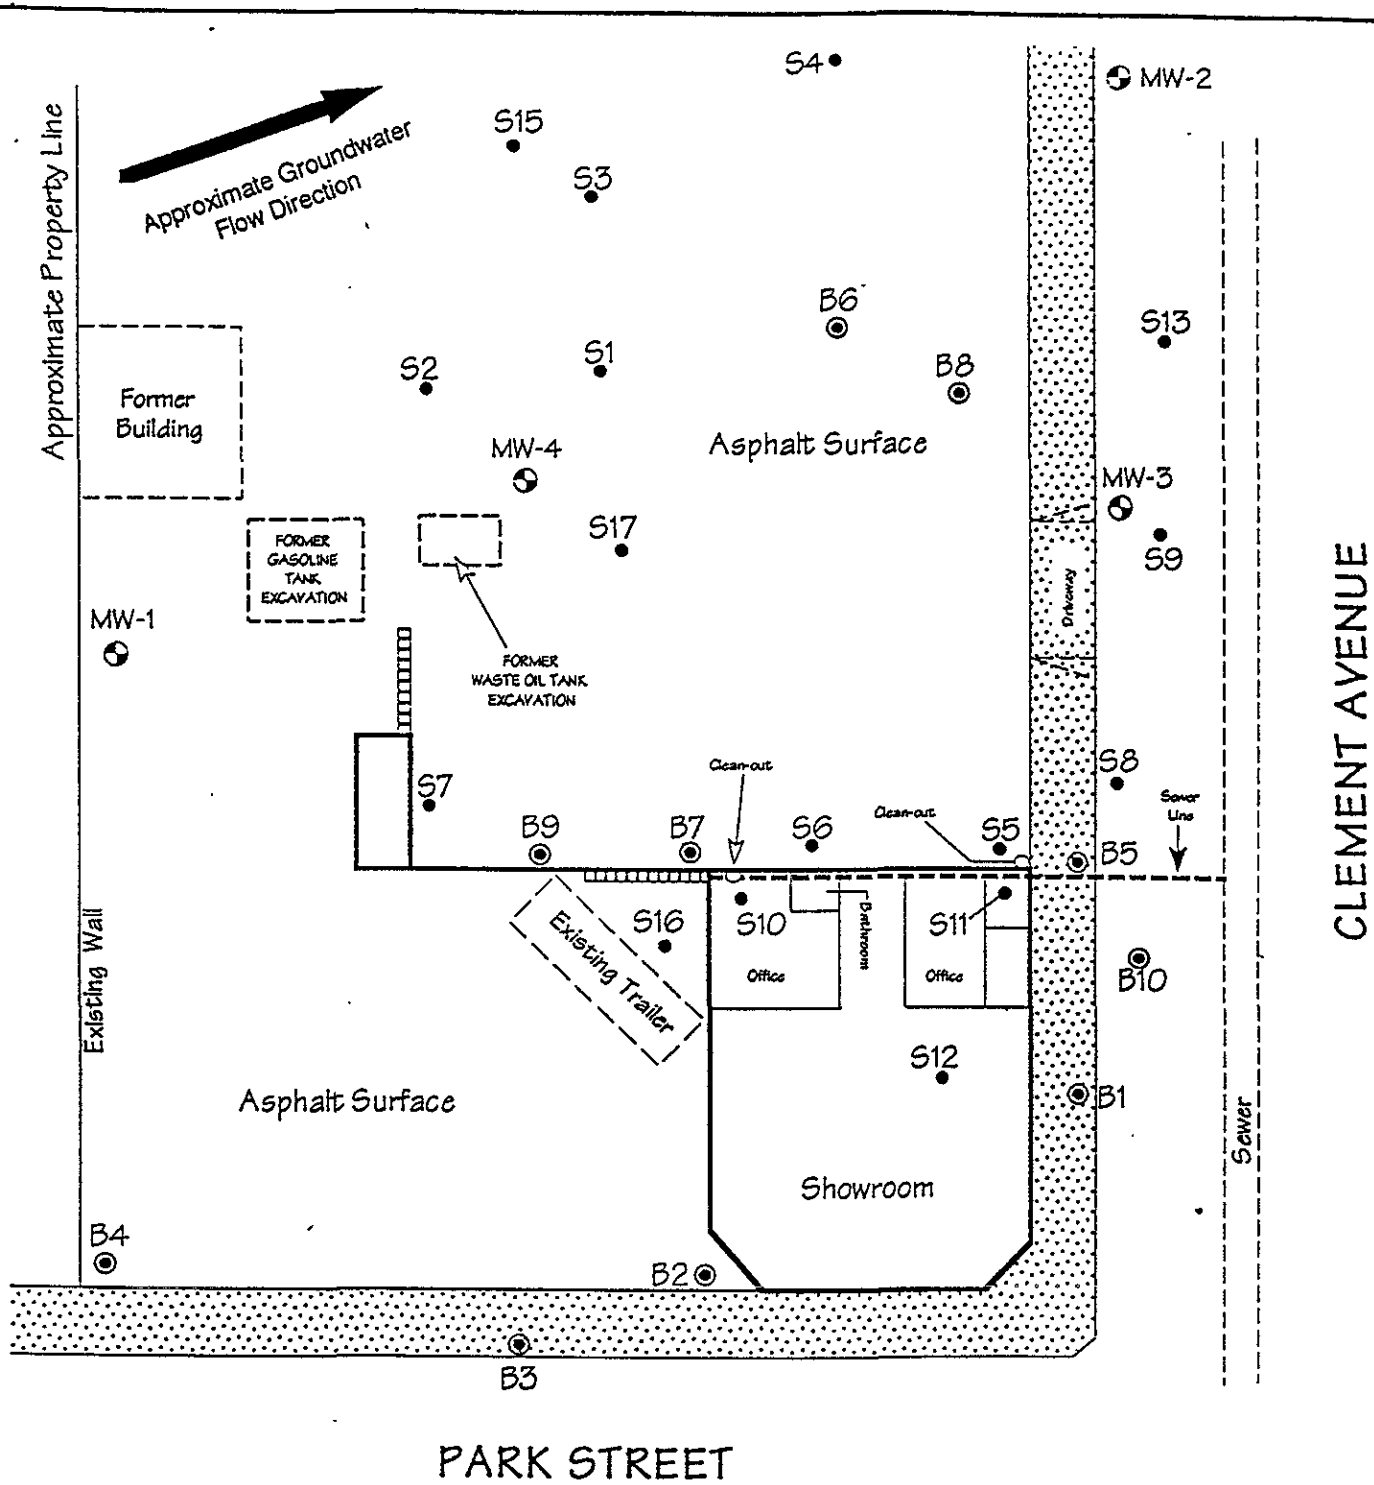 S4
MW-2
S15
Approximate Groundwater
Flow Direction
S3
Approximate Property Line
B6
S13
S1
S2
B8
Former
Building
Asphalt Surface
MW-4
MW-3
S17
S9
FORMER
GASOLINE
TANK
EXCAVATION
Driveway
MW-1
FORMER
WASTE OIL TANK
EXCAVATION
CLEMENT AVENUE
S7
Clean-out
S8
Sewer
Line
B9
B7
S6
Clean-out
S5
B5
S16
S10
Bathroom
S11
Existing Trailer
Office
Office
B10
Existing Wall
S12
Asphalt Surface
B1
Sewer
Showroom
B4
B2
B3
PARK STREET